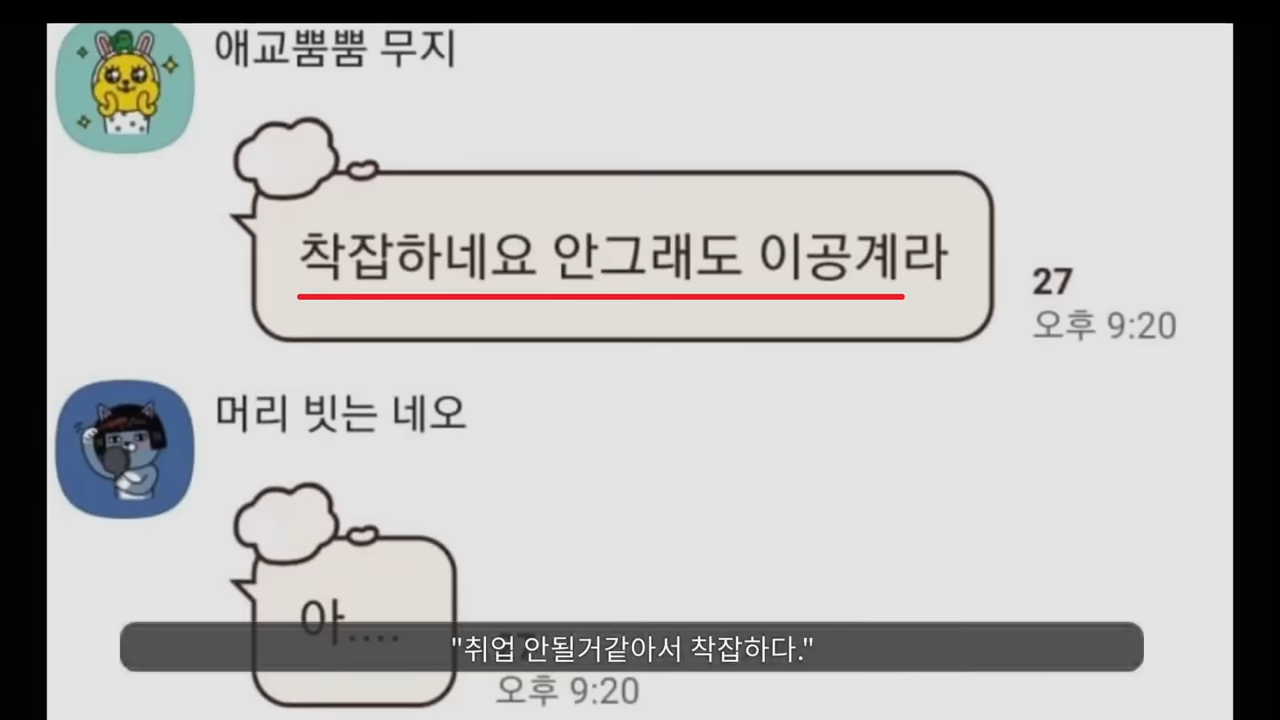 애교뿜뿜 무지
착잡하네요 안그래도 이공계라
27
오후 9:20
머리 빗는 네오
아....
"취업 안될거같아서 착잡하다."
오후 9:20